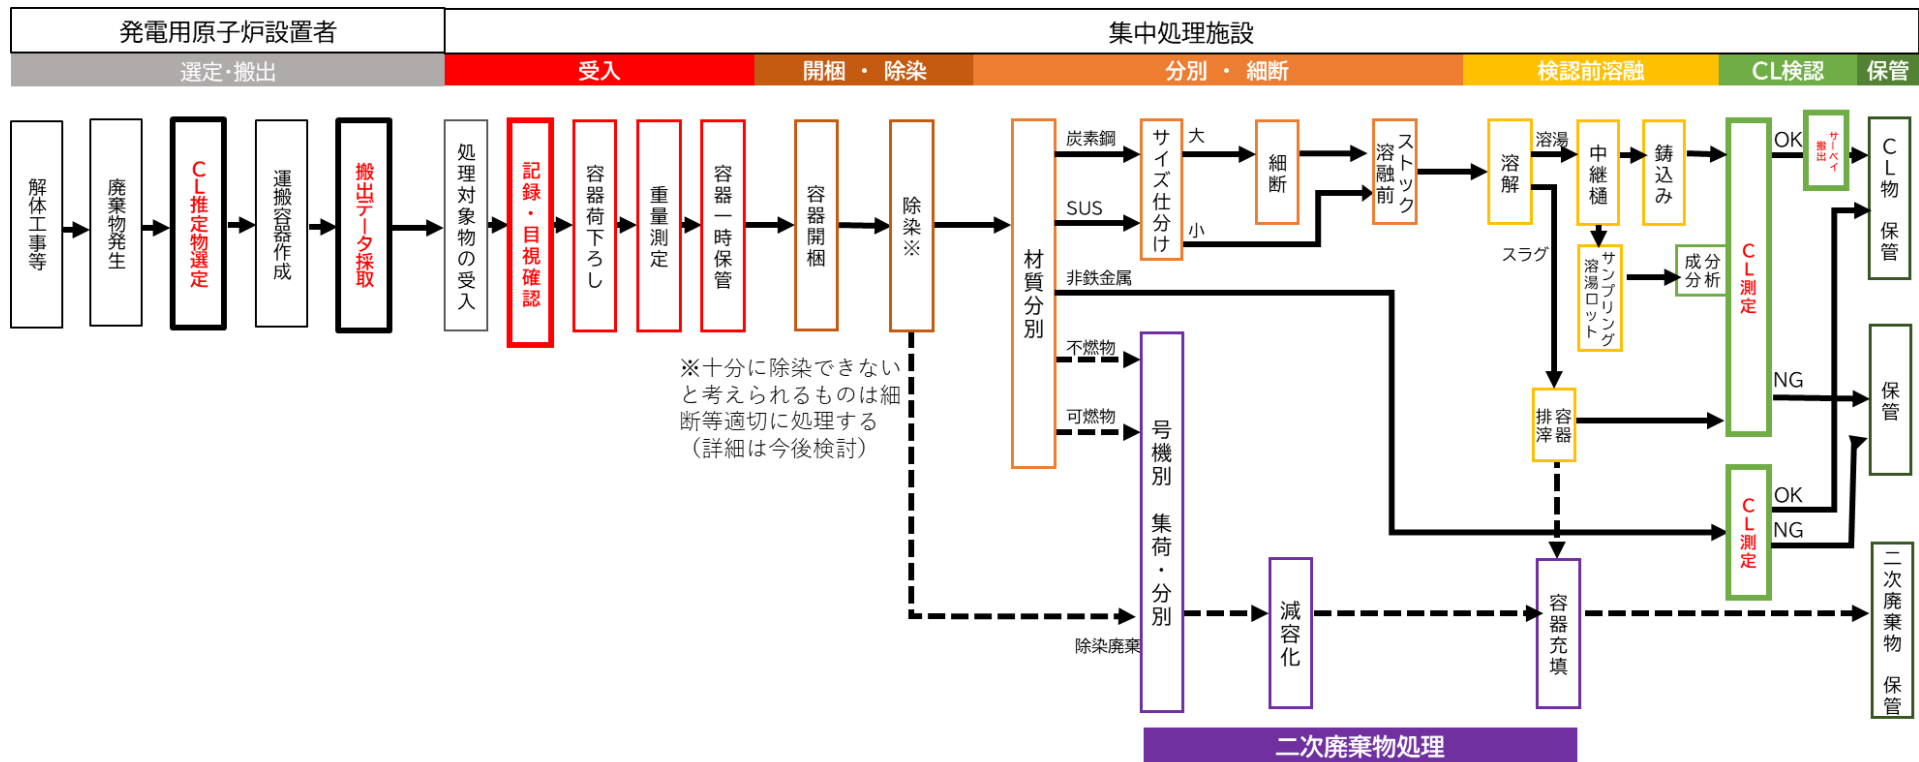 発電用原子炉設置者
集中処理施設
選定・搬出
受入
開梱 ・ 除染
分別 ・ 細断
検認前溶融
CL検認
保管
解体工事等
廃棄物発生
CL推定物選定
運搬容器作成
搬出データ採取
処理対象物の受入
記録・目視確認
容器荷下ろし
重量測定
容器一時保管
容器開梱
除染※
※十分に除染できない
と考えられるものは細
断等適切に処理する
(詳細は今後検討)
材質分別
炭素鋼
SUS
非鉄金属
不燃物
可燃物
除染廃棄
サイズ仕分け
大
小
細断
溶融前
ストック
溶解
溶湯
スラグ
中継樋
鋳込み
溶湯ロット
サンプリング
成分
分析
排滓
容器
CL測定
OK
NG
搬出
サーベイ
CL物 保管
保管
CL測定
OK
NG
号機別 集荷・分別
減容化
容器充填
二次廃棄物 保管
二次廃棄物処理